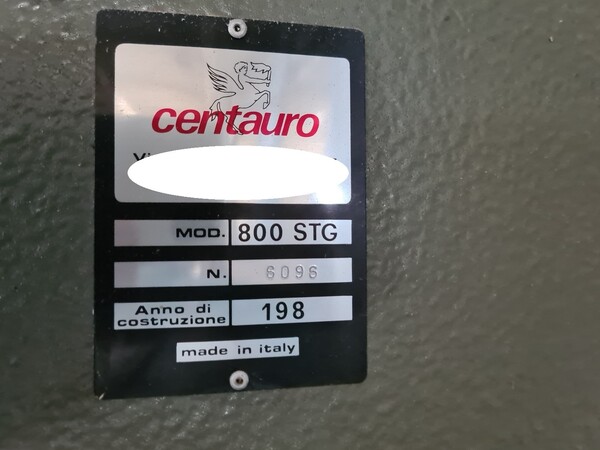 centauro
MOD. 800 STG
N. 6096
Anno di
costruzione 198
made in italy